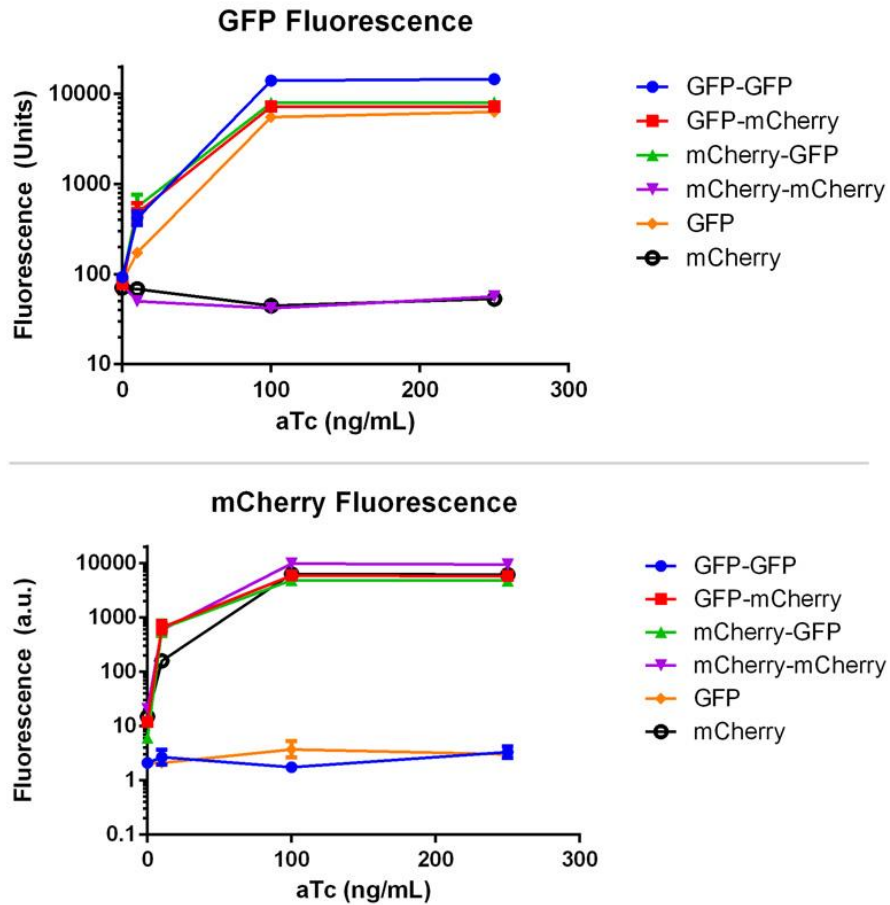 GFP Fluorescence
Fluorescence (Units)
10000
1000
100
10
0
100
200
300
aTc (ng/mL)
GFP-GFP
GFP-mCherry
mCherry-GFP
mCherry-mCherry
GFP
mCherry
mCherry Fluorescence
Fluorescence (a.u.)
10000
1000
100
10
1
0.1
0
100
200
300
aTc (ng/mL)
GFP-GFP
GFP-mCherry
mCherry-GFP
mCherry-mCherry
GFP
mCherry